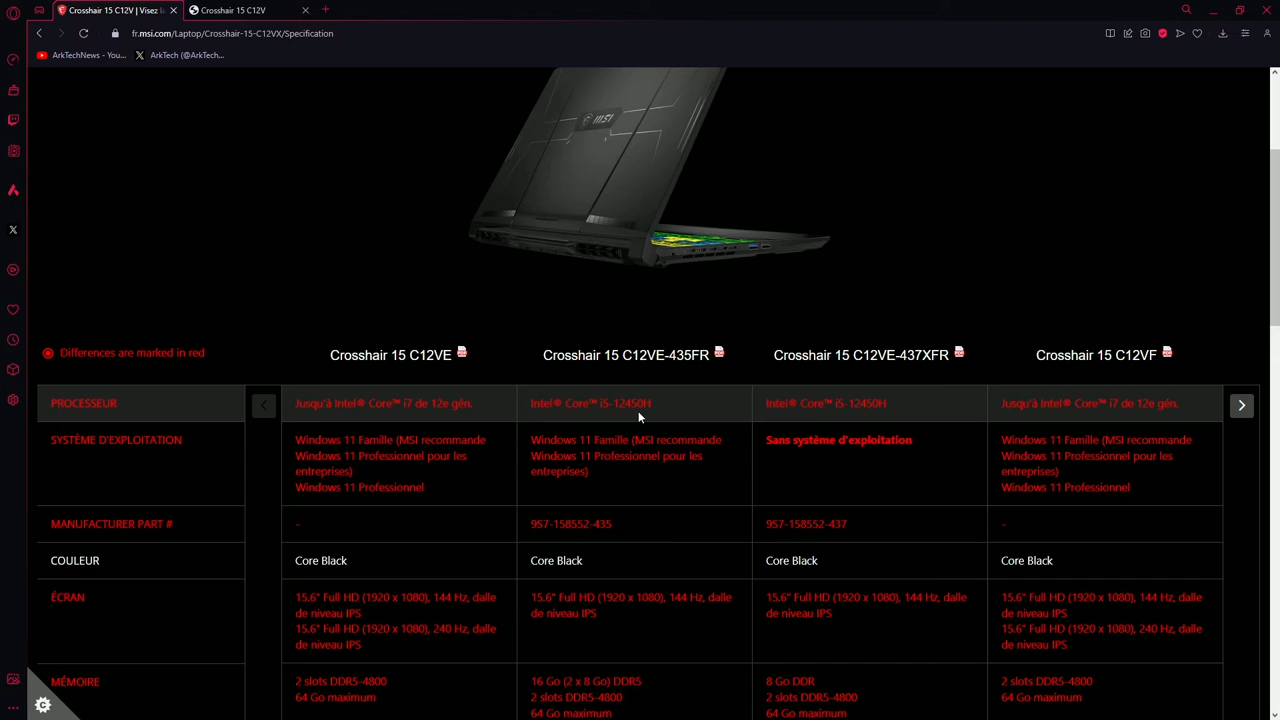 Crosshair 15 C12V | Visez la
Crosshair 15 C12V
fr.msi.com/Laptop/Crosshair-15-C12VX/Specification
ArkTechNews - You...
ArkTech (@ArkTech...
msi
Differences are marked in red
Crosshair 15 C12VE
Crosshair 15 C12VE-435FR
Crosshair 15 C12VE-437XFR
Crosshair 15 C12VF
PROCESSEUR
Jusqu'à Intel® Core™ i7 de 12e gén.
Intel® Core™ i5-12450H
Intel® Core™ i5-12450H
Jusqu'à Intel® Core™ i7 de 12e gén.
SYSTÈME D'EXPLOITATION
Windows 11 Famille (MSI recommande
Windows 11 Professionnel pour les
entreprises)
Windows 11 Professionnel
Windows 11 Famille (MSI recommande
Windows 11 Professionnel pour les
entreprises)
Sans système d'exploitation
Windows 11 Famille (MSI recommande
Windows 11 Professionnel pour les
entreprises)
Windows 11 Professionnel
MANUFACTURER PART #
-
9S7-158552-435
9S7-158552-437
-
COULEUR
Core Black
Core Black
Core Black
Core Black
ÉCRAN
15.6" Full HD (1920 x 1080), 144 Hz, dalle
de niveau IPS
15.6" Full HD (1920 x 1080), 240 Hz, dalle
de niveau IPS
15.6" Full HD (1920 x 1080), 144 Hz, dalle
de niveau IPS
15.6" Full HD (1920 x 1080), 144 Hz, dalle
de niveau IPS
15.6" Full HD (1920 x 1080), 144 Hz, dalle
de niveau IPS
15.6" Full HD (1920 x 1080), 240 Hz, dalle
de niveau IPS
MÉMOIRE
2 slots DDR5-4800
64 Go maximum
16 Go (2 x 8 Go) DDR5
2 slots DDR5-4800
64 Go maximum
8 Go DDR
2 slots DDR5-4800
64 Go maximum
2 slots DDR5-4800
64 Go maximum